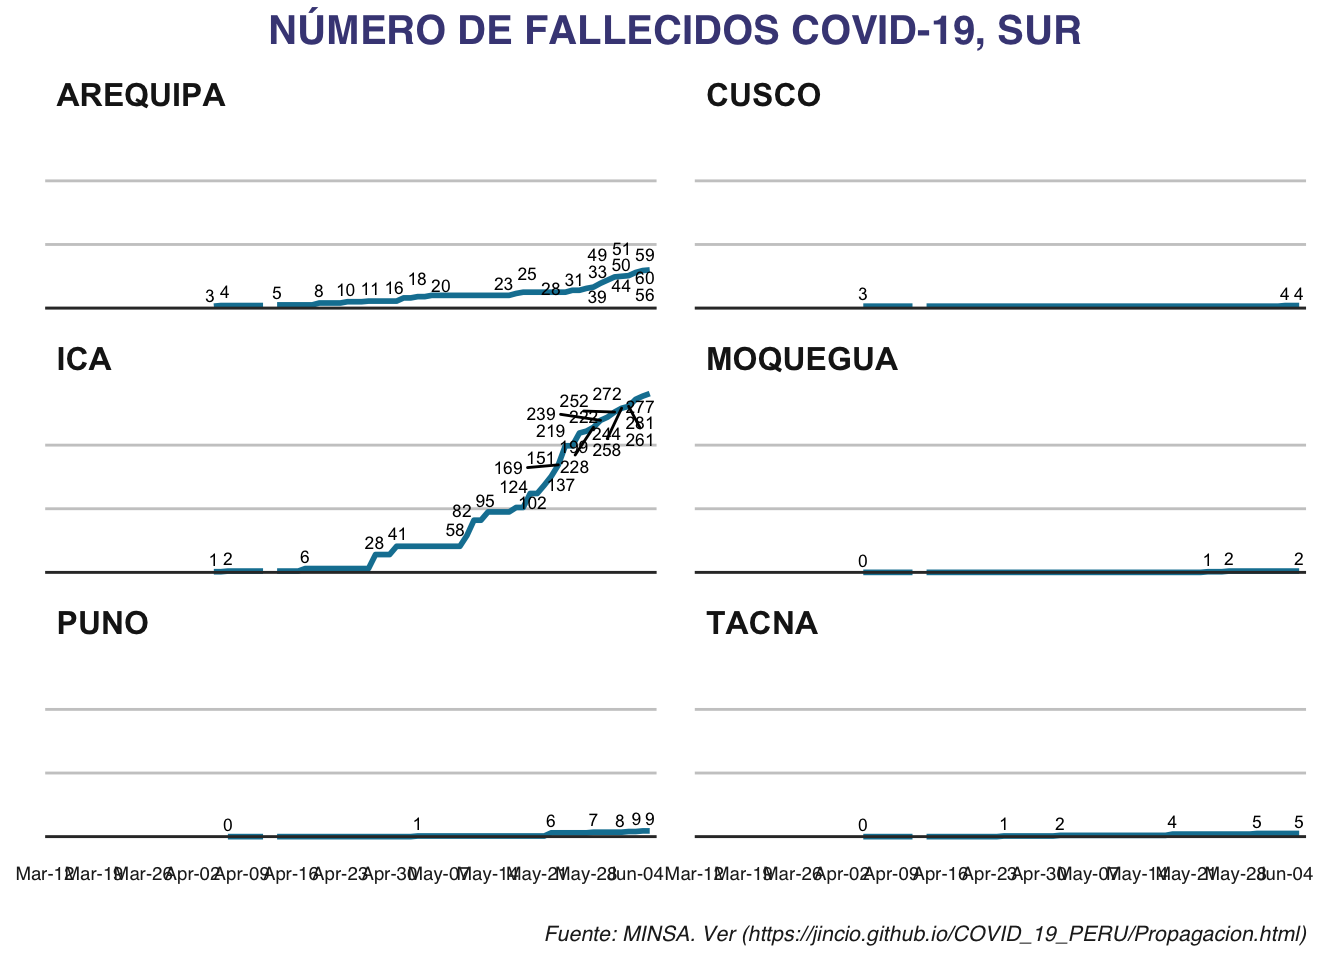 NÚMERO DE FALLECIDOS COVID-19, SUR
AREQUIPA
3 4 5 8 10 11 16 18 20 23 25 28 31 33 49 39 51 50 44 59 60 56
CUSCO
3 4 4
ICA
1 2 6 28 41 58 82 95 124 102 137 169 151 219 199 228 239 222 252 272 244 258 277 281 261
MOQUEGUA
0 1 2 2
PUNO
0 1 6 7 8 9 9
TACNA
0 1 2 4 5 5
Mar-12 Mar-19 Mar-26 Apr-02 Apr-09 Apr-16 Apr-23 Apr-30 May-07 May-14 May-21 May-28 Jun-04 Mar-12 Mar-19 Mar-26 Apr-02 Apr-09 Apr-16 Apr-23 Apr-30 May-07 May-14 May-21 May-28 Jun-04
Fuente: MINSA. Ver (https://jincio.github.io/COVID_19_PERU/Propagacion.html)